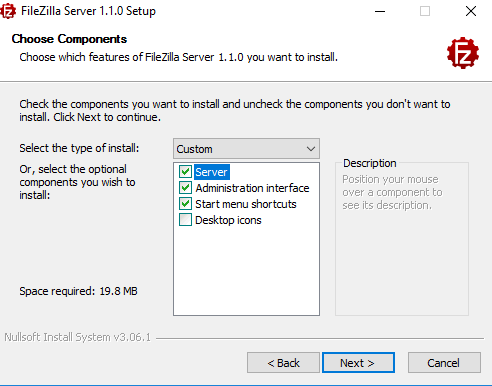 FileZilla Server 1.1.0 Setup
Choose Components
Choose which features of FileZilla Server 1.1.0 you want to install.
Fz
Check the components you want to install and uncheck the components you don't want to
install. Click Next to continue.
Select the type of install:
Custom
Or, select the optional
components you wish to
install:
Server
Administration interface
Start menu shortcuts
Desktop icons
Description
Position your mouse
over a component to
see its description.
Space required: 19.8 MB
Nullsoft Install System v3.06.1
< Back
Next >
Cancel